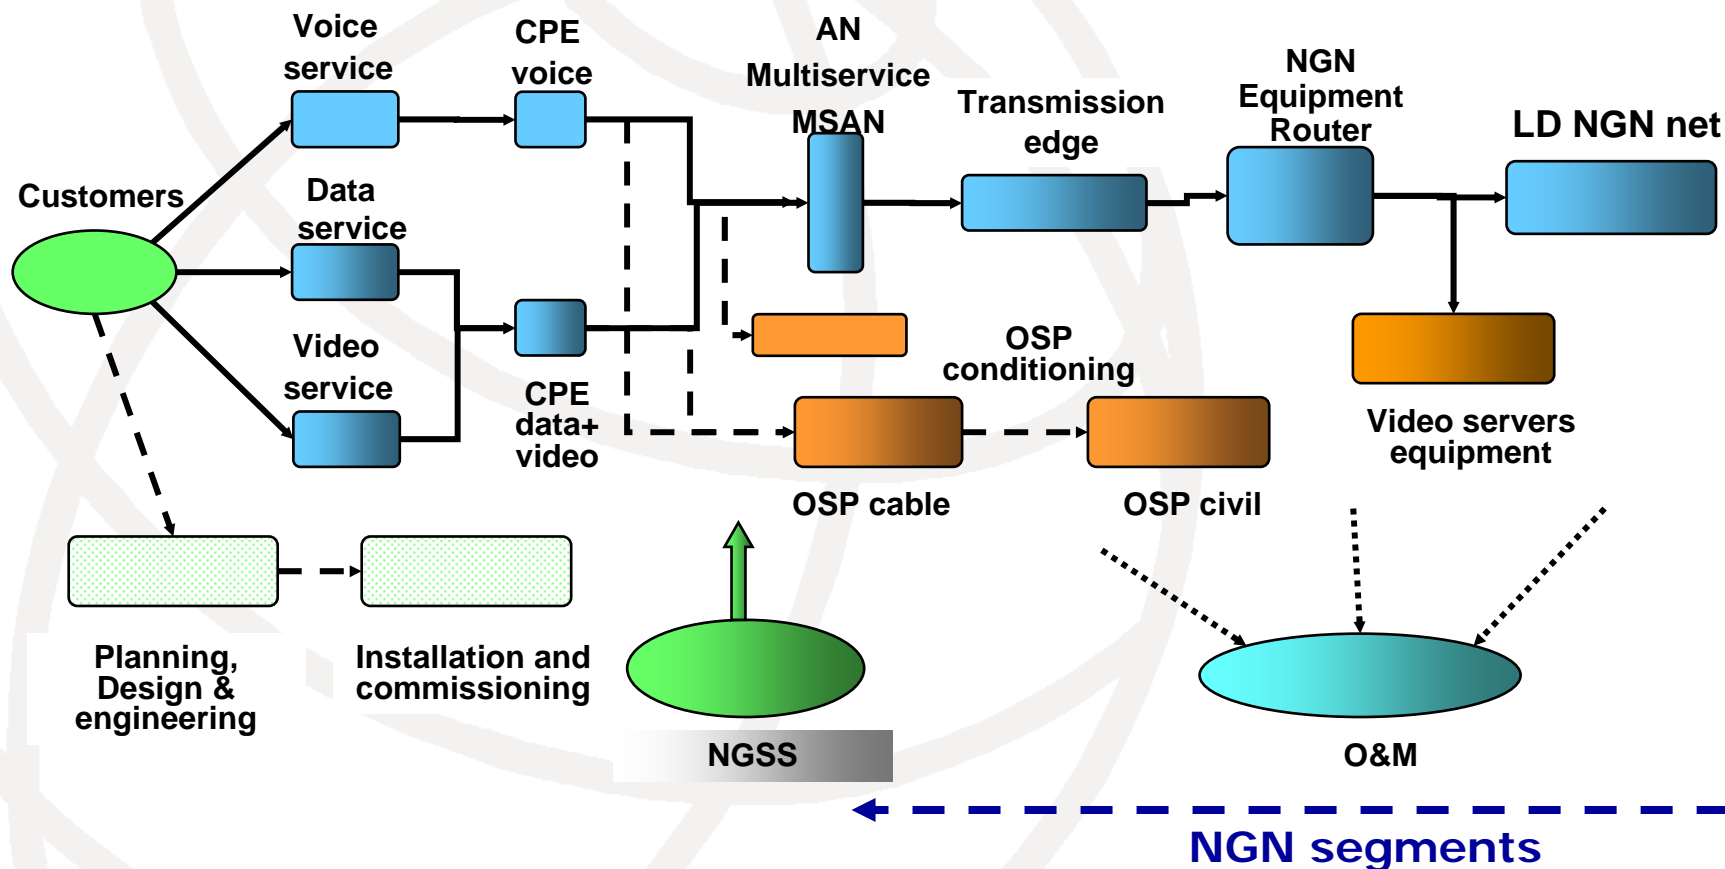 Voice
service
CPE
voice
AN
Multiservice
MSAN
Transmission
edge
NGN
Equipment
Router
LD NGN net
Customers
Data
service
Video
service
CPE
data+
video
OSP
conditioning
OSP cable
OSP civil
Video servers
equipment
Planning,
Design &
engineering
Installation and
commissioning
NGSS
O&M
NGN segments